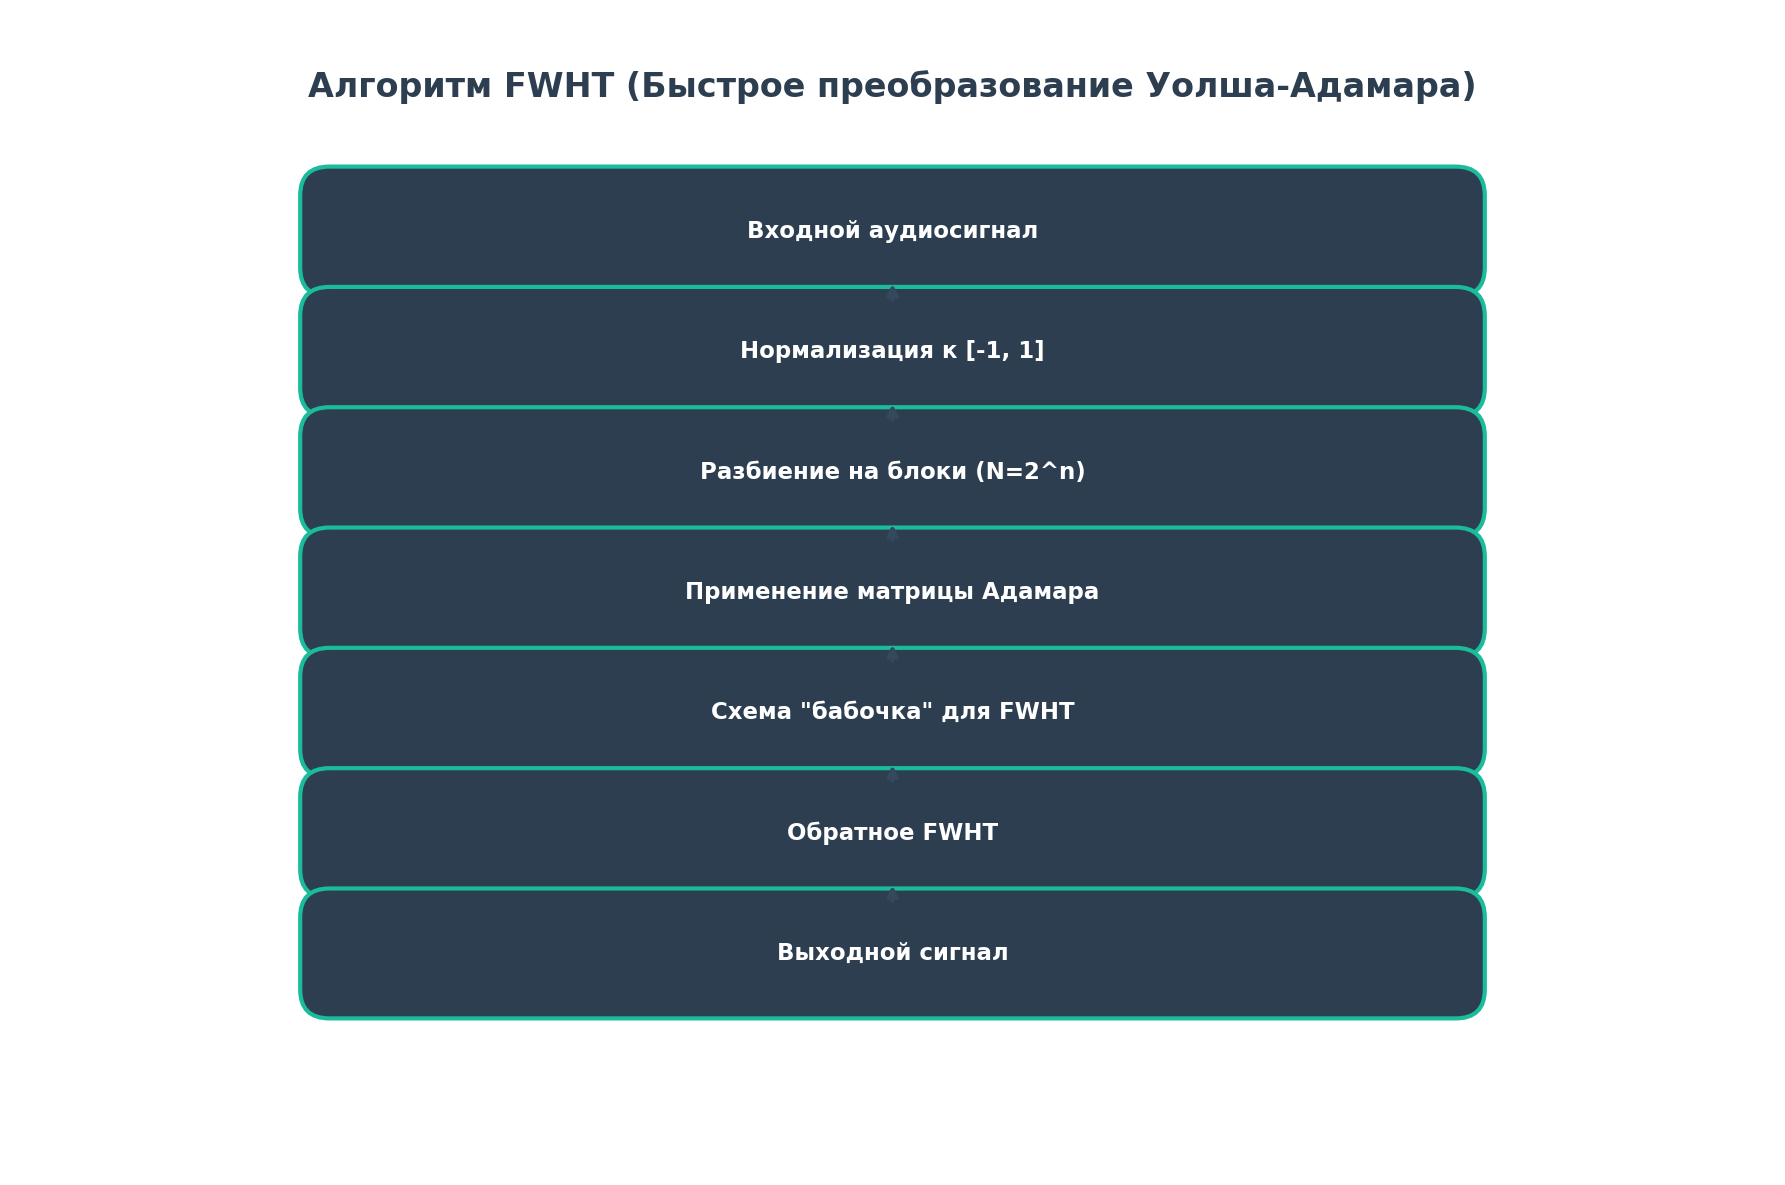 Алгоритм FWHT (Быстрое преобразование Уолша-Адамара)
Входной аудиосигнал
Нормализация к [-1, 1]
Разбиение на блоки (N=2^n)
Применение матрицы Адамара
Схема "бабочка" для FWHT
Обратное FWHT
Выходной сигнал